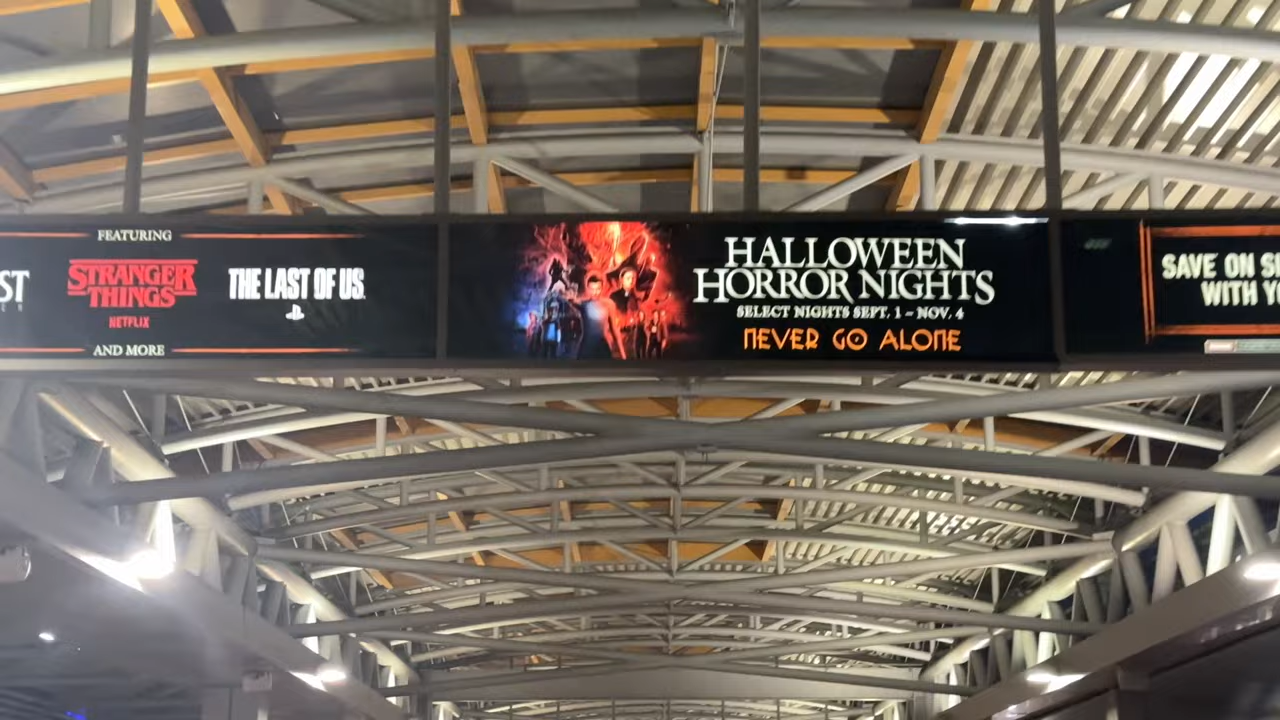 FEATURING
ST
STRANGER
THINGS
NETFLIX
THE LAST OF US
AND MORE
HALLOWEEN
HORROR NIGHTS
SELECT NIGHTS SEPT. 1 - NOV. 4
NEVER GO ALONE
SAVE ON S
WITH Y